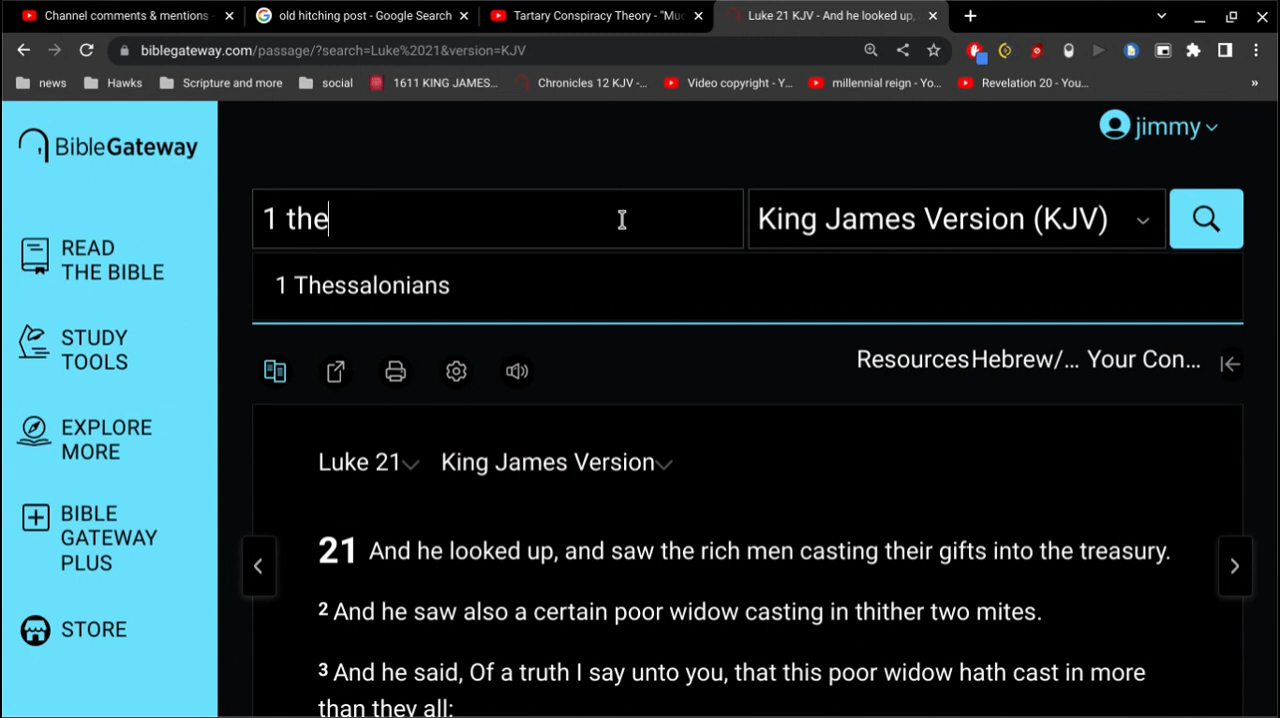 Channel comments & mentions
old hitching post - Google Search
Tartary Conspiracy Theory - "Muc
Luke 21 KJV - And he looked up,
biblegateway.com/passage/?search=Luke%2021&version=KJV
news
Hawks
Scripture and more
social
1611 KING JAMES...
Chronicles 12 KJV -...
Video copyright - Y...
millennial reign - Yo...
Revelation 20 - You...
»
BibleGateway
jimmy
1 the
King James Version (KJV)
1 Thessalonians
READ
THE BIBLE
STUDY
TOOLS
EXPLORE
MORE
BIBLE
GATEWAY
PLUS
STORE
Resources Hebrew/... Your Con...
Luke 21 King James Version
21 And he looked up, and saw the rich men casting their gifts into the treasury.
2 And he saw also a certain poor widow casting in thither two mites.
3 And he said, Of a truth I say unto you, that this poor widow hath cast in more
than they all: